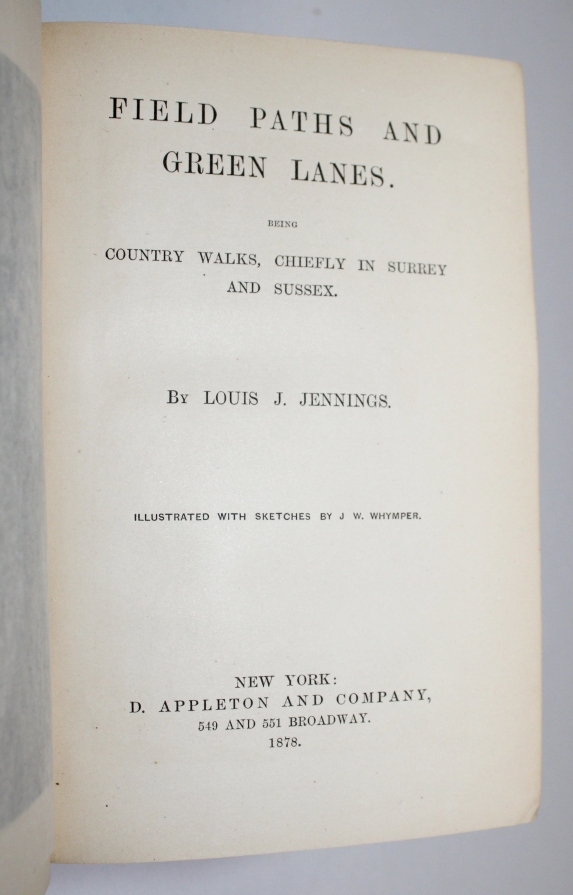 FIELD PATHS AND
GREEN LANES.
BEING
COUNTRY WALKS, CHIEFLY IN SURREY
AND SUSSEX.
By LOUIS J. JENNINGS.
ILLUSTRATED WITH SKETCHES BY J W. WHYMPER.
NEW YORK:
D. APPLETON AND COMPANY,
549 AND 551 BROADWAY.
1878.